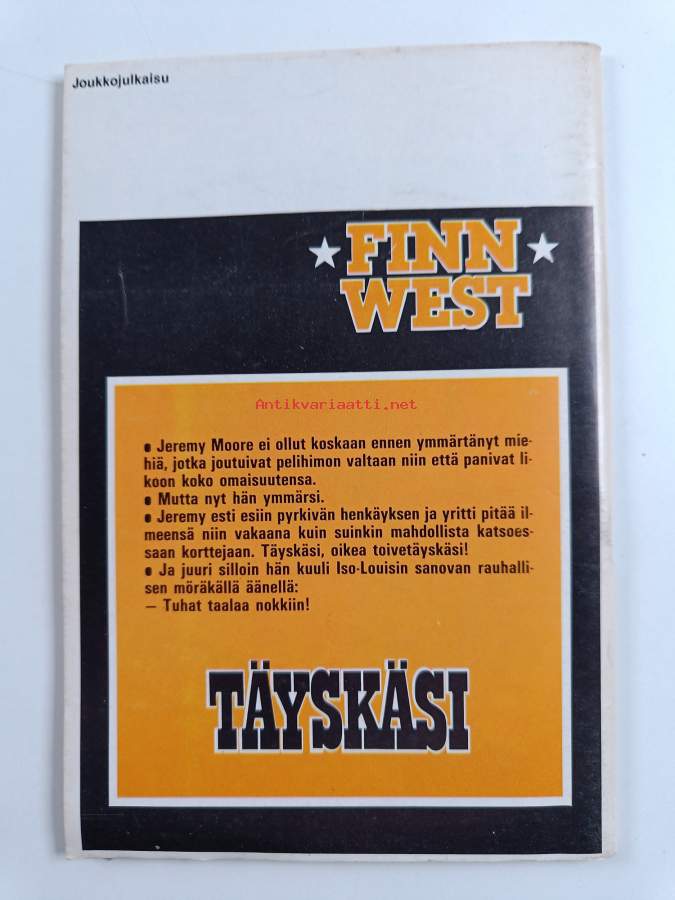 Joukkojulkaisu
FINN
WEST
Antikvariaatti.net
• Jeremy Moore ei ollut koskaan ennen ymmärtänyt mie-
hiä, jotka joutuivat pelihimon valtaan niin että panivat li-
koon koko omaisuutensa.
• Mutta nyt hän ymmärsi.
• Jeremy esti esiin pyrkivän henkäyksen ja yritti pitää il-
meensä niin vakaana kuin suinkin mahdollista katsoes-
saan korttejaan. Täyskäsi, oikea toivetäyskäsi!
• Ja juuri silloin hän kuuli Iso-Louisin sanovan rauhalli-
sen möräkällä äänellä:
— Tuhat taalaa nokkiin!
TÄYSKÄSI